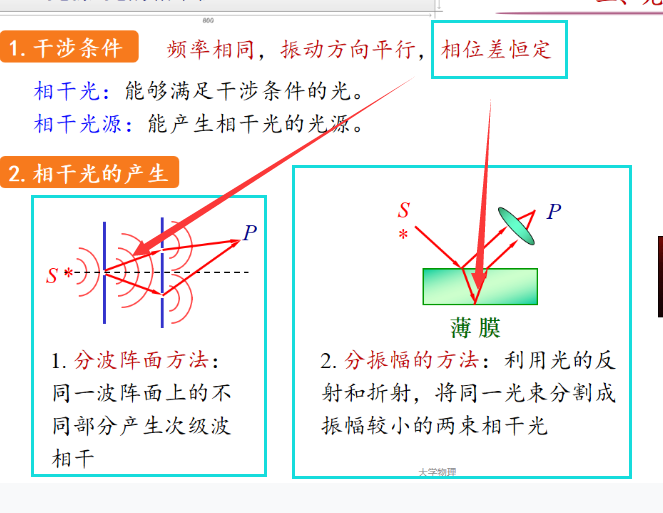 800
1.干涉条件
频率相同，振动方向平行，相位差恒定
相干光：能够满足干涉条件的光。
相干光源：能产生相干光的光源。
2.相干光的产生
S *
P
1. 分波阵面方法：
同一波阵面上的不
同部分产生次级波
相干
S
*
P
薄 膜
2. 分振幅的方法：利用光的反
射和折射，将同一光束分割成
振幅较小的两束相干光
大学物理